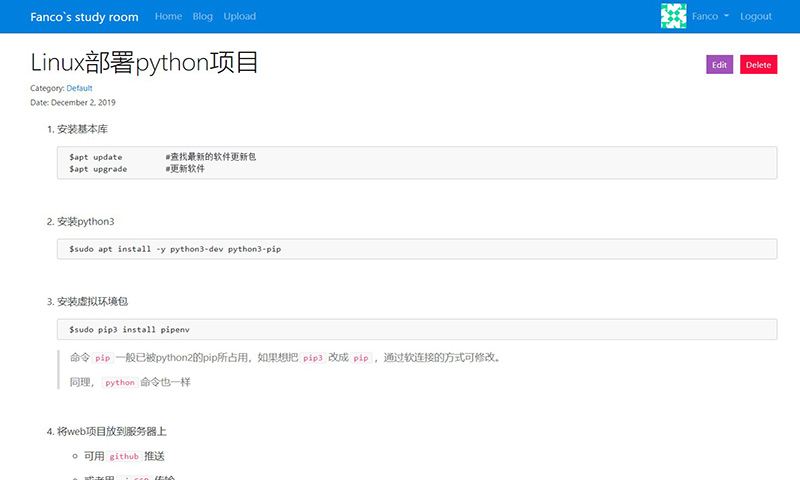 Fanco`s study room Home Blog Upload Fanco Logout
Linux部署python项目 Edit Delete
Category: Default
Date: December 2, 2019
1. 安装基本库
$apt update #查找最新的软件更新包
$apt upgrade #更新软件
2. 安装python3
$sudo apt install -y python3-dev python3-pip
3. 安装虚拟环境包
$sudo pip3 install pipenv
命令 pip 一般已被python2的pip所占用，如果想把 pip3 改成 pip ，通过软连接的方式可修改。
同理， python 命令也一样
4. 将web项目放到服务器上
可用 github 推送